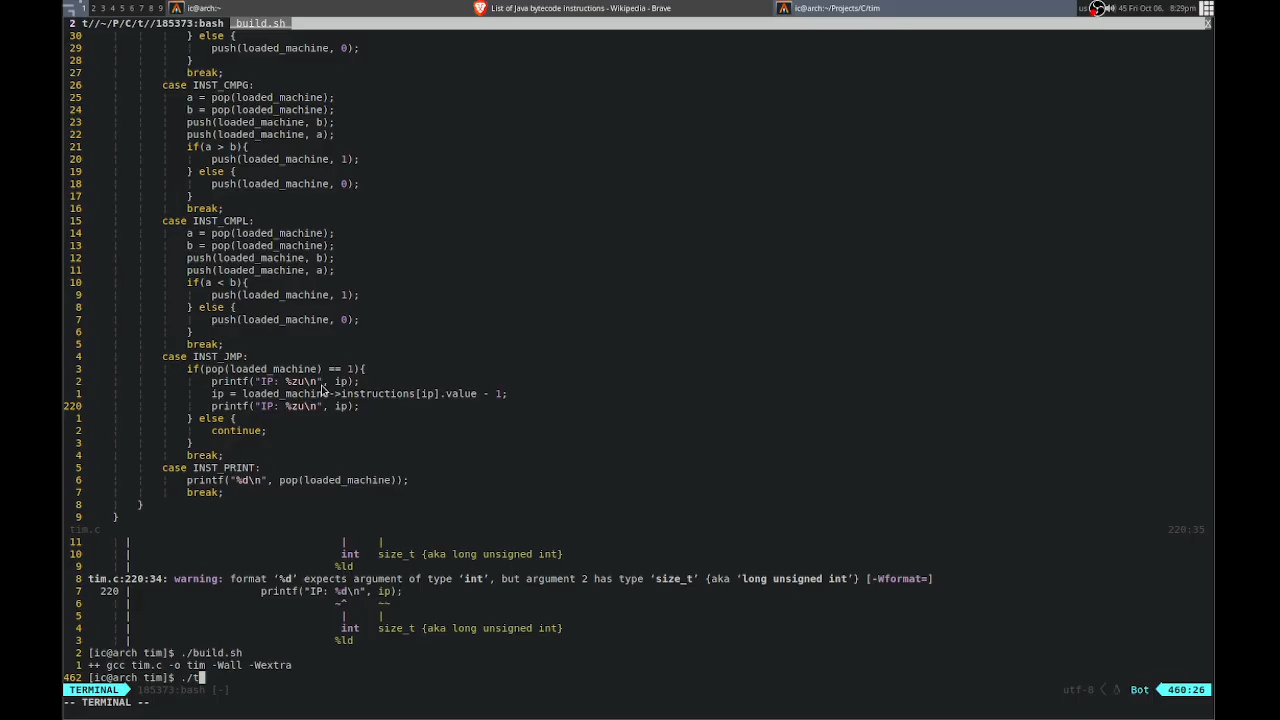 1 2 3 4 5 6 7 8 9 ic@arch:~ List of Java bytecode instructions - Wikipedia - Brave ic@arch:~/Projects/C/tim us 45 Fri Oct 06, 8:29pm
2 t//~/P/C/t//185373:bash build.sh X
30 } else {
29 push(loaded_machine, 0);
28 }
27 break;
26 case INST_CMPG:
25 a = pop(loaded_machine);
24 b = pop(loaded_machine);
23 push(loaded_machine, b);
22 push(loaded_machine, a);
21 if(a > b){
20 push(loaded_machine, 1);
19 } else {
18 push(loaded_machine, 0);
17 }
16 break;
15 case INST_CMPL:
14 a = pop(loaded_machine);
13 b = pop(loaded_machine);
12 push(loaded_machine, b);
11 push(loaded_machine, a);
10 if(a < b){
9 push(loaded_machine, 1);
8 } else {
7 push(loaded_machine, 0);
6 }
5 break;
4 case INST_JMP:
3 if(pop(loaded_machine) == 1){
2 printf("IP: %zu\n", ip);
1 ip = loaded_machine->instructions[ip].value - 1;
220 printf("IP: %zu\n", ip);
1 } else {
2 continue;
3 }
4 break;
5 case INST_PRINT:
6 printf("%d\n", pop(loaded_machine));
7 break;
8 }
9 }
tim.c 220:35
11 | | |
10 | int size_t {aka long unsigned int}
9 | %ld
8 tim.c:220:34: warning: format ‘%d’ expects argument of type ‘int’, but argument 2 has type ‘size_t’ {aka ‘long unsigned int’} [-Wformat=]
7 220 | printf("IP: %d\n", ip);
6 | ~^ ~~
5 | | |
4 | int size_t {aka long unsigned int}
3 | %ld
2 [ic@arch tim]$ ./build.sh
1 ++ gcc tim.c -o tim -Wall -Wextra
462 [ic@arch tim]$ ./t
TERMINAL 185373:bash [-] utf-8 Bot 460:26
-- TERMINAL --